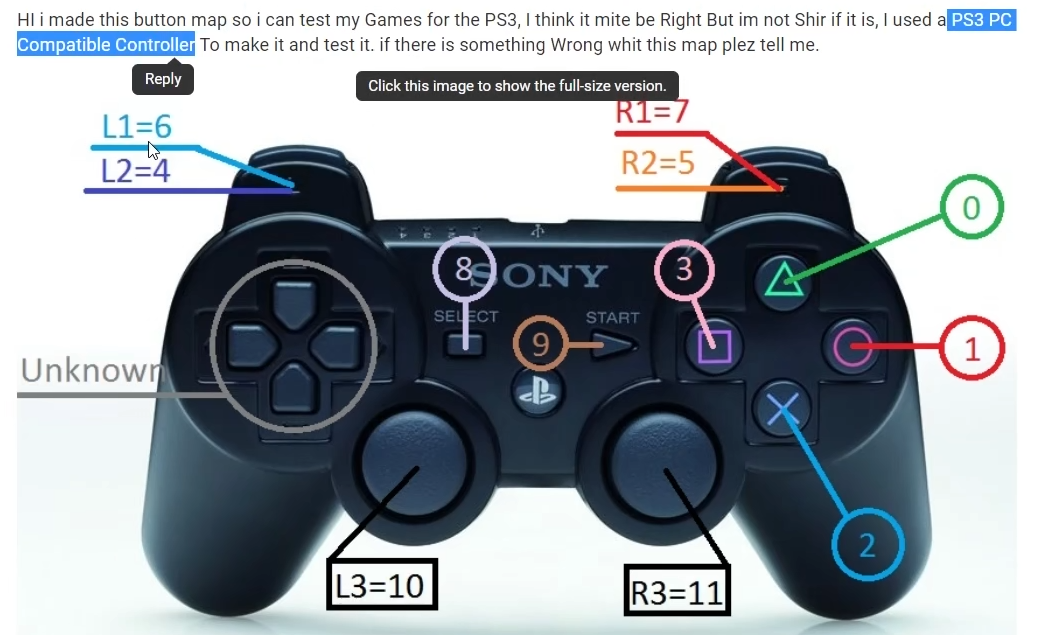 HI i made this button map so i can test my Games for the PS3, I think it mite be Right But im not Shir if it is, I used a PS3 PC
Compatible Controller To make it and test it. if there is something Wrong whit this map plez tell me.
Reply
Click this image to show the full-size version.
L1=6
R1=7
L2=4
R2=5
0
8
SONY
3
SELECT
START
9
1
Unknown
2
L3=10
R3=11